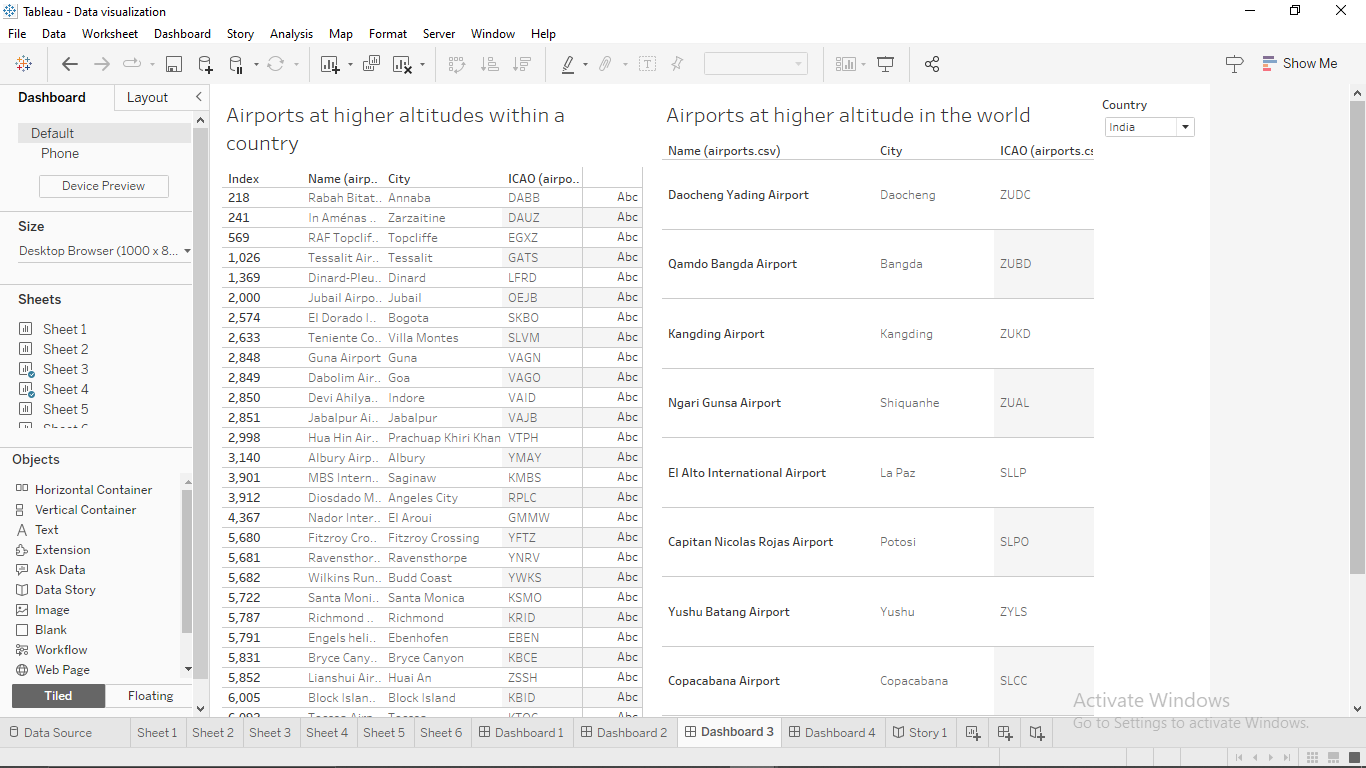 Tableau - Data visualization
File Data Worksheet Dashboard Story Analysis Map Format Server Window Help
Show Me
Dashboard Layout
Default
Phone
Device Preview
Size
Desktop Browser (1000 x 8...
Sheets
Sheet 1
Sheet 2
Sheet 3
Sheet 4
Sheet 5
Objects
Horizontal Container
Vertical Container
Text
Extension
Ask Data
Data Story
Image
Blank
Workflow
Web Page
Tiled Floating
Airports at higher altitudes within a
country
Index Name (airp.. City ICAO (airpo..
218 Rabah Bitat.. Annaba DABB Abc
241 In Aménas .. Zarzaitine DAUZ Abc
569 RAF Topclif.. Topcliffe EGXZ Abc
1,026 Tessalit Air.. Tessalit GATS Abc
1,369 Dinard-Pleu.. Dinard LFRD Abc
2,000 Jubail Airpo.. Jubail OEJB Abc
2,574 El Dorado I.. Bogota SKBO Abc
2,633 Teniente Co.. Villa Montes SLVM Abc
2,848 Guna Airport Guna VAGN Abc
2,849 Dabolim Air.. Goa VAGO Abc
2,850 Devi Ahilya.. Indore VAID Abc
2,851 Jabalpur Ai.. Jabalpur VAJB Abc
2,998 Hua Hin Air.. Prachuap Khiri Khan VTPH Abc
3,140 Albury Airp.. Albury YMAY Abc
3,901 MBS Intern.. Saginaw KMBS Abc
3,912 Diosdado M.. Angeles City RPLC Abc
4,367 Nador Inter.. El Aroui GMMW Abc
5,680 Fitzroy Cro.. Fitzroy Crossing YFTZ Abc
5,681 Ravensthor.. Ravensthorpe YNRV Abc
5,682 Wilkins Run.. Budd Coast YWKS Abc
5,722 Santa Moni.. Santa Monica KSMO Abc
5,787 Richmond .. Richmond KRID Abc
5,791 Engels heli.. Ebenhofen EBEN Abc
5,831 Bryce Cany.. Bryce Canyon KBCE Abc
5,852 Lianshui Air.. Huai An ZSSH Abc
6,005 Block Islan.. Block Island KBID Abc
Airports at higher altitude in the world
Name (airports.csv) City ICAO (airports.cs
Daocheng Yading Airport Daocheng ZUDC
Qamdo Bangda Airport Bangda ZUBD
Kangding Airport Kangding ZUKD
Ngari Gunsa Airport Shiquanhe ZUAL
El Alto International Airport La Paz SLLP
Capitan Nicolas Rojas Airport Potosi SLPO
Yushu Batang Airport Yushu ZYLS
Copacabana Airport Copacabana SLCC
Country
India
Activate Windows
Go to Settings to activate Windows.
Data Source Sheet 1 Sheet 2 Sheet 3 Sheet 4 Sheet 5 Sheet 6 Dashboard 1 Dashboard 2 Dashboard 3 Dashboard 4 Story 1